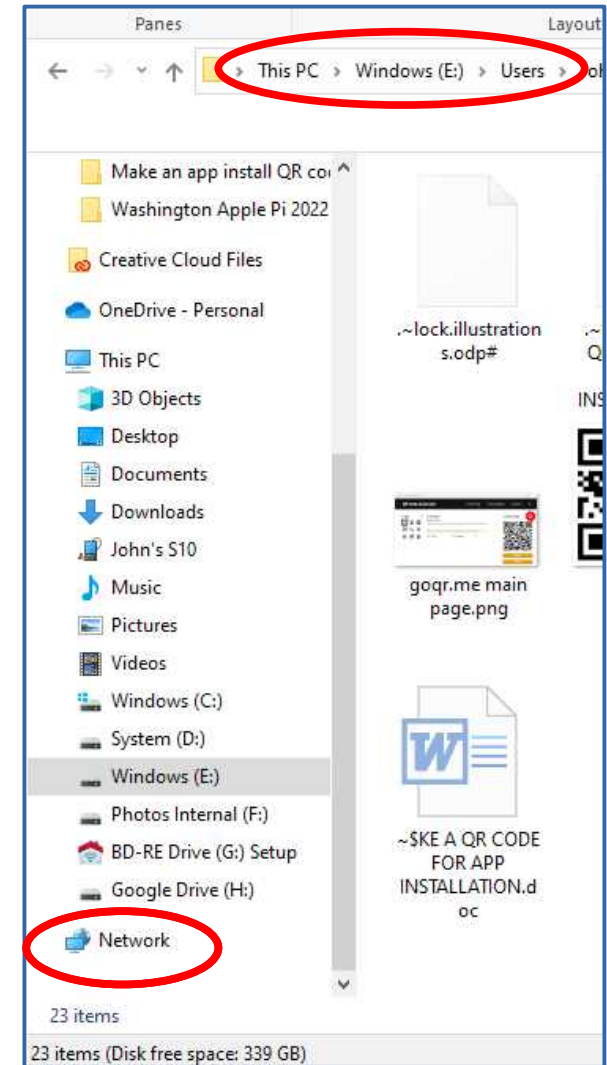 Panes
Layout
This PC > Windows (E:) > Users >
Make an app install QR
Washington Apple Pi 2022
Creative Cloud Files
OneDrive - Personal
This PC
3D Objects
Desktop
Documents
Downloads
John's S10
Music
Pictures
Videos
Windows (C:)
System (D:)
Windows (E:)
Photos Internal (F:)
BD-RE Drive (G:) Setup
Google Drive (H:)
Network
.~lock.illustration
s.odp#
goqr.me main
page.png
W
~$KE A QR CODE
FOR APP
INSTALLATION.d
oc
23 items
23 items (Disk free space: 339 GB)